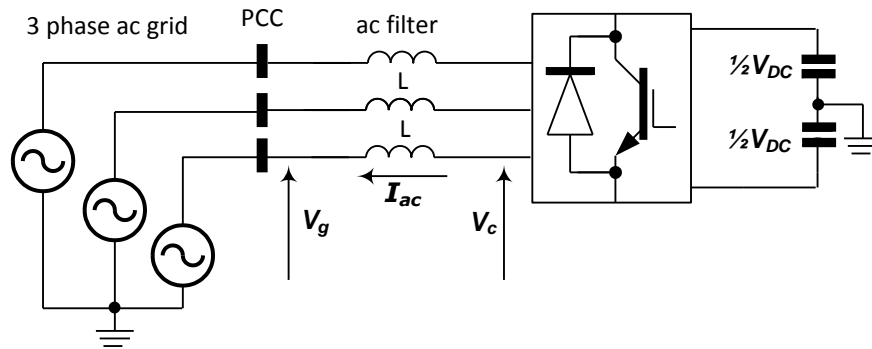 3 phase ac grid
PCC
ac filter
L
L
½VDC
½VDC
Iac
Vg
Vc